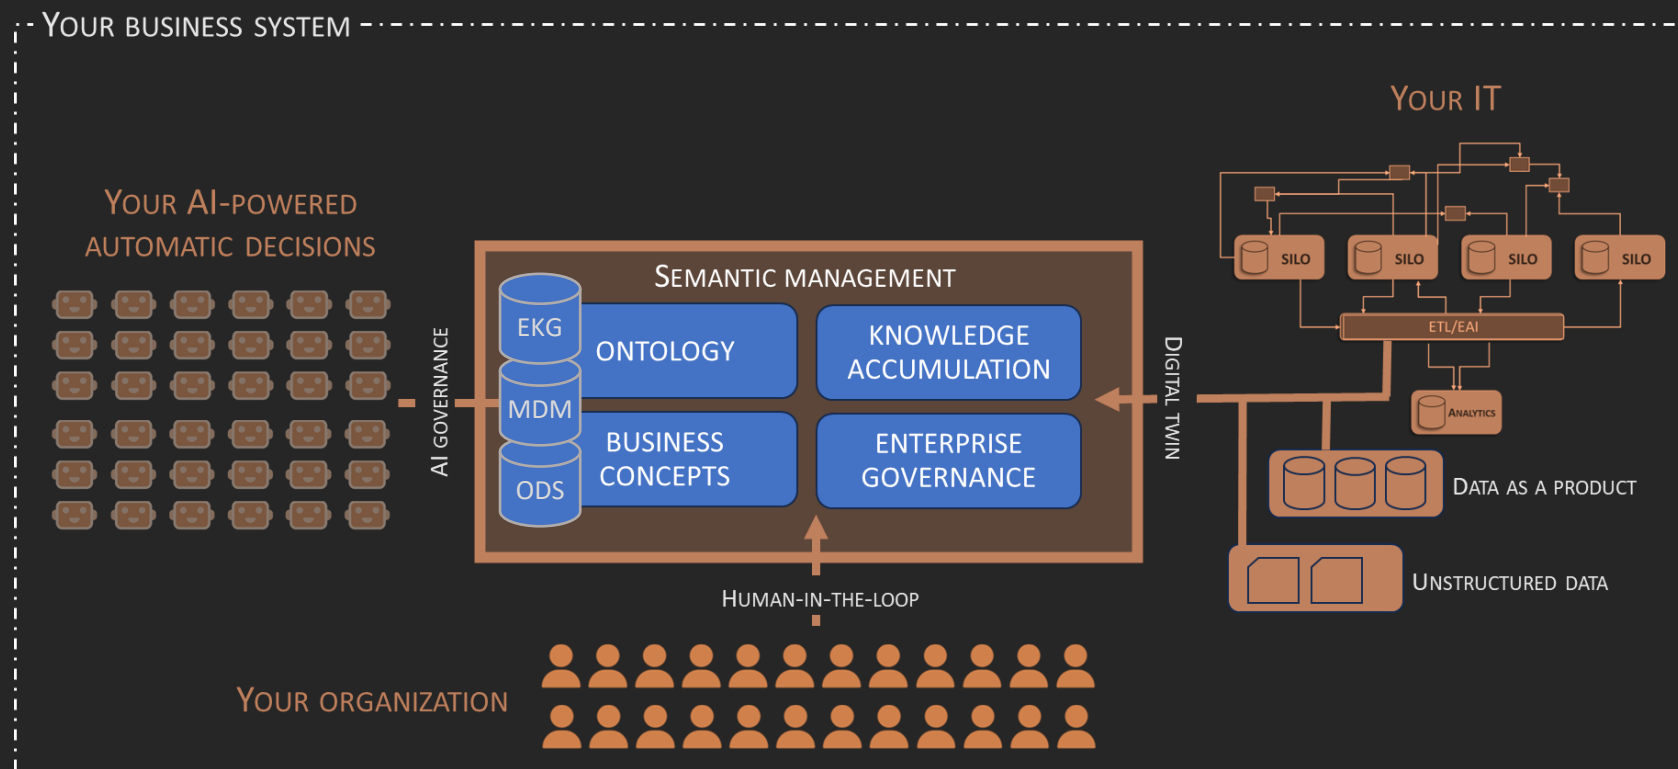 YOUR BUSINESS SYSTEM
YOUR IT
YOUR AI-POWERED
AUTOMATIC DECISIONS
SILO
SILO
SILO
SILO
ETL/EAI
ANALYTICS
SEMANTIC MANAGEMENT
EKG
MDM
ODS
ONTOLOGY
KNOWLEDGE
ACCUMULATION
BUSINESS
CONCEPTS
ENTERPRISE
GOVERNANCE
AI GOVERNANCE
DIGITAL TWIN
DATA AS A PRODUCT
UNSTRUCTURED DATA
HUMAN-IN-THE-LOOP
YOUR ORGANIZATION